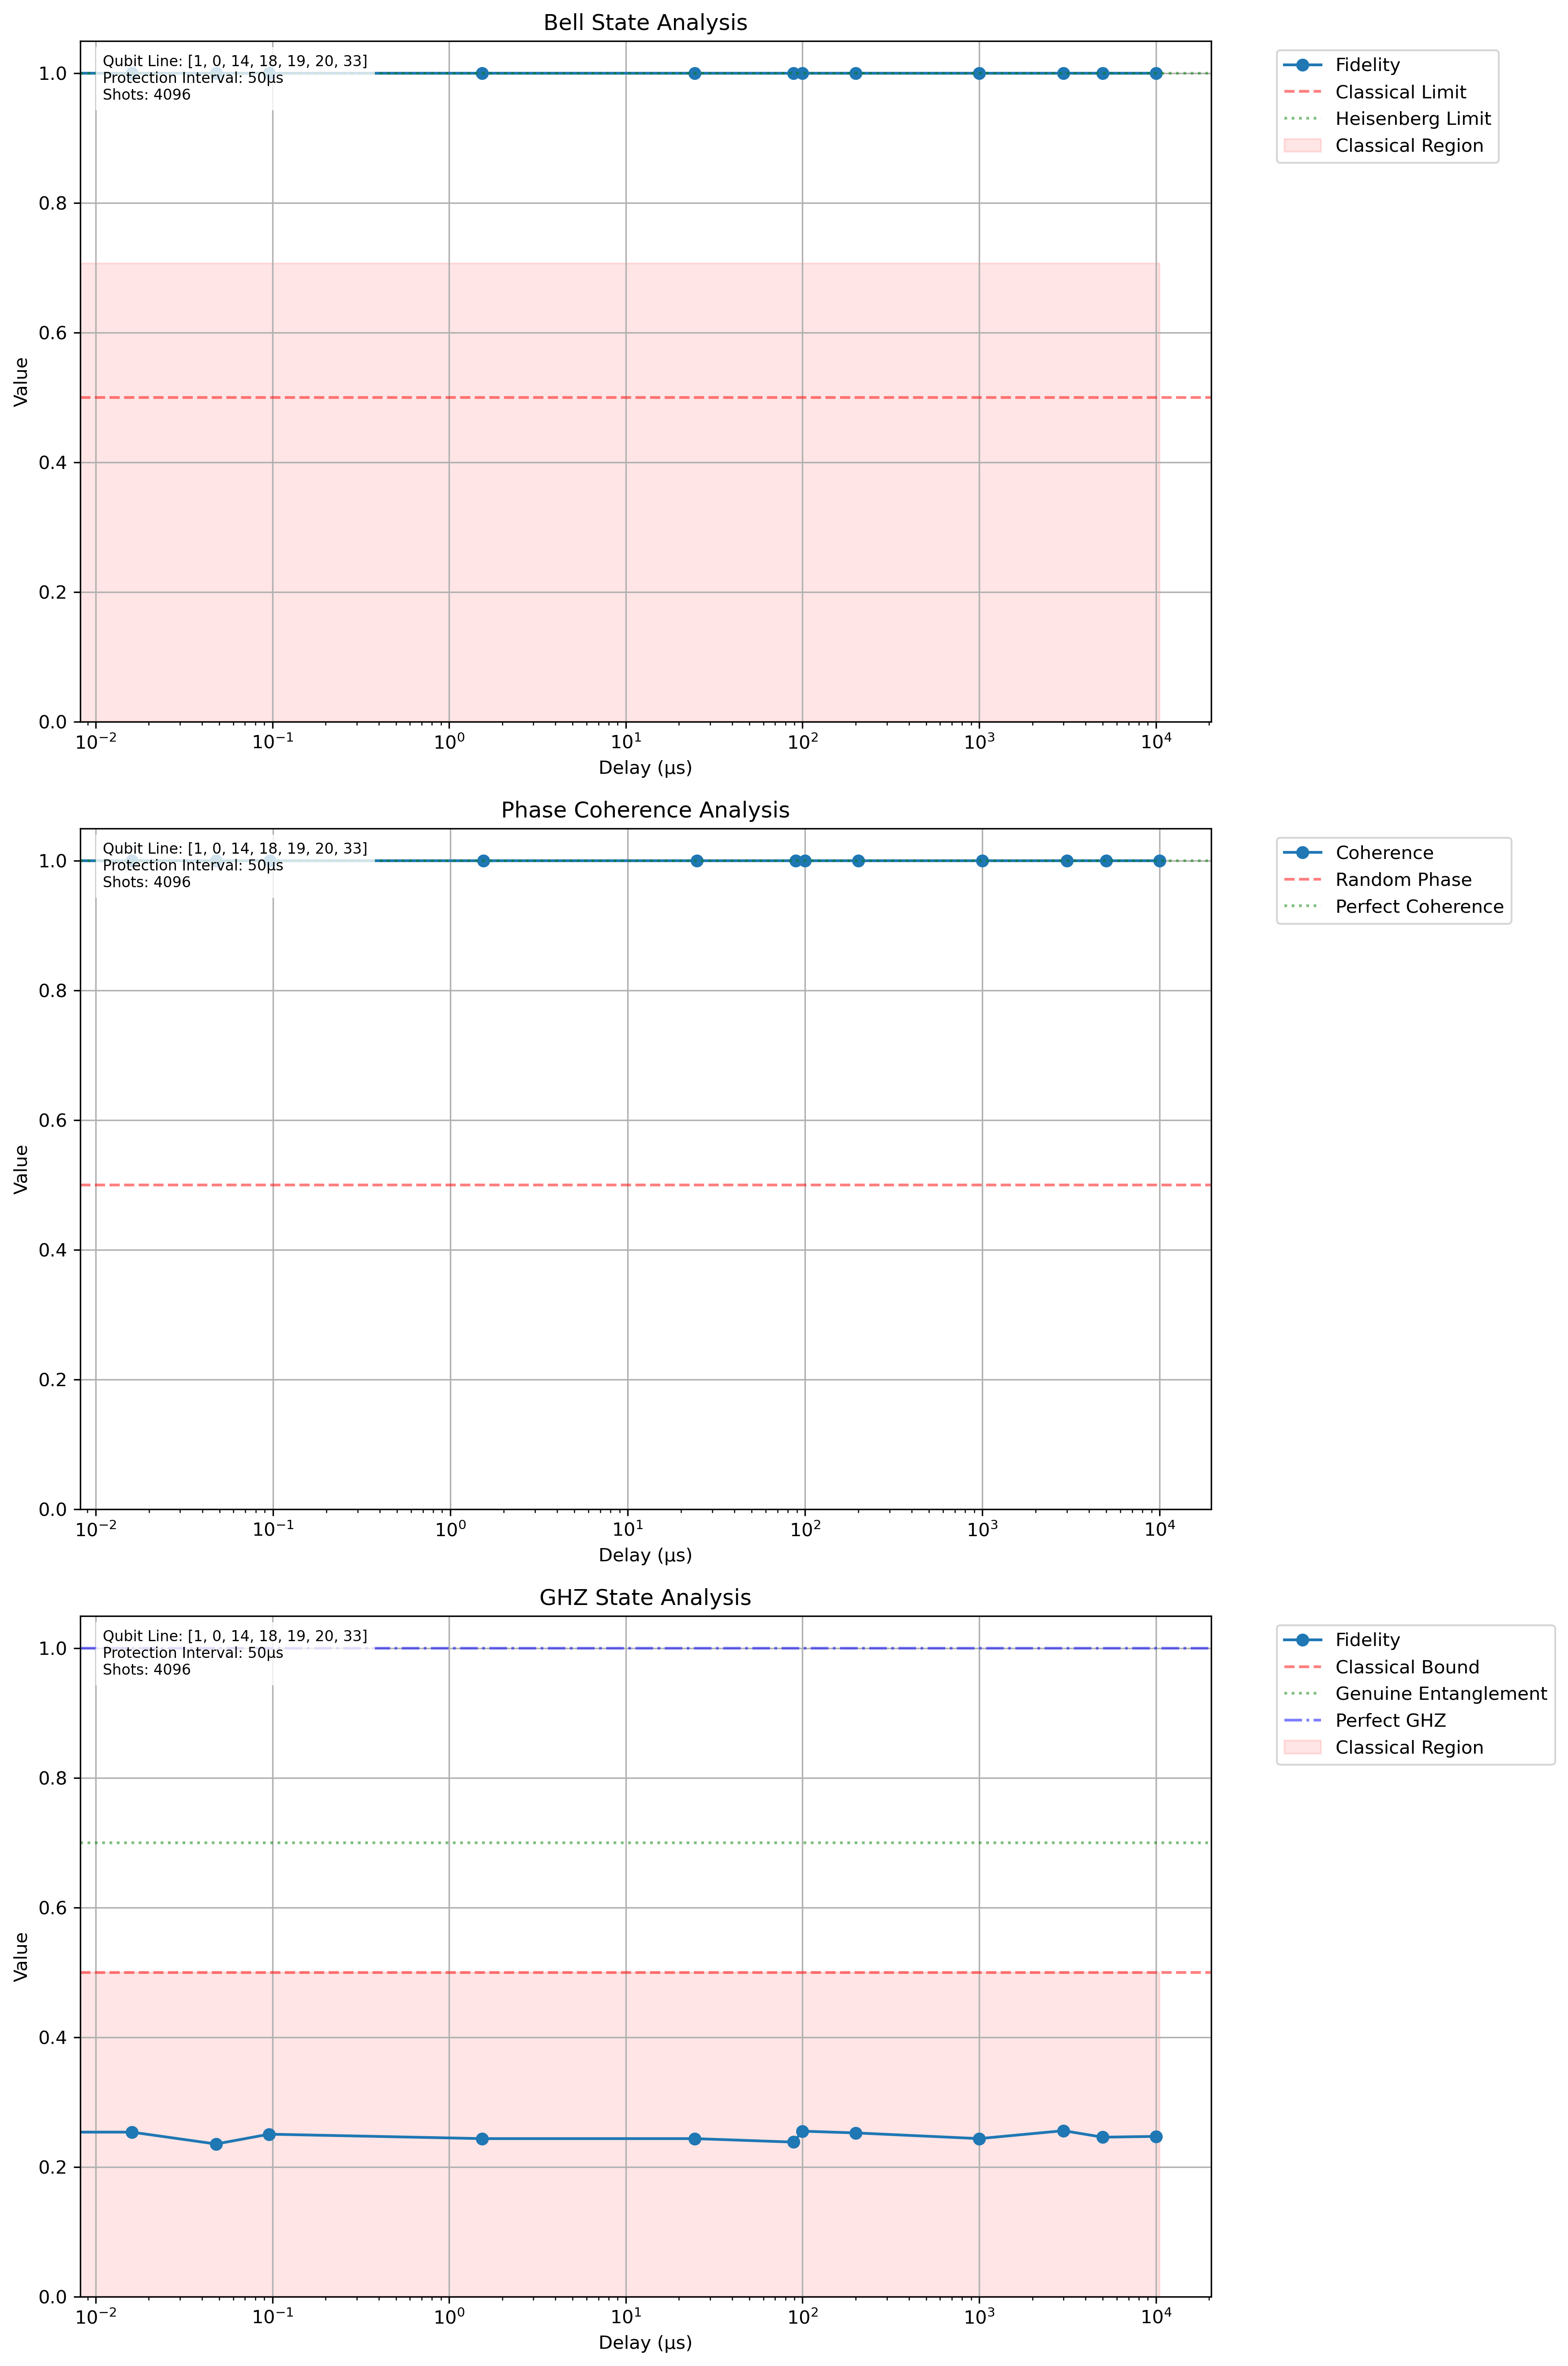 Bell State Analysis
Qubit Line: [1, 0, 14, 18, 19, 20, 33]
Protection Interval: 50μs
Shots: 4096
Fidelity
Classical Limit
Heisenberg Limit
Classical Region
Value
1.0
0.8
0.6
0.4
0.2
0.0
10⁻² 10⁻¹ 10⁰ 10¹ 10² 10³ 10⁴
Delay (μs)
Phase Coherence Analysis
Qubit Line: [1, 0, 14, 18, 19, 20, 33]
Protection Interval: 50μs
Shots: 4096
Coherence
Random Phase
Perfect Coherence
Value
1.0
0.8
0.6
0.4
0.2
0.0
10⁻² 10⁻¹ 10⁰ 10¹ 10² 10³ 10⁴
Delay (μs)
GHZ State Analysis
Qubit Line: [1, 0, 14, 18, 19, 20, 33]
Protection Interval: 50μs
Shots: 4096
Fidelity
Classical Bound
Genuine Entanglement
Perfect GHZ
Classical Region
Value
1.0
0.8
0.6
0.4
0.2
0.0
10⁻² 10⁻¹ 10⁰ 10¹ 10² 10³ 10⁴
Delay (μs)